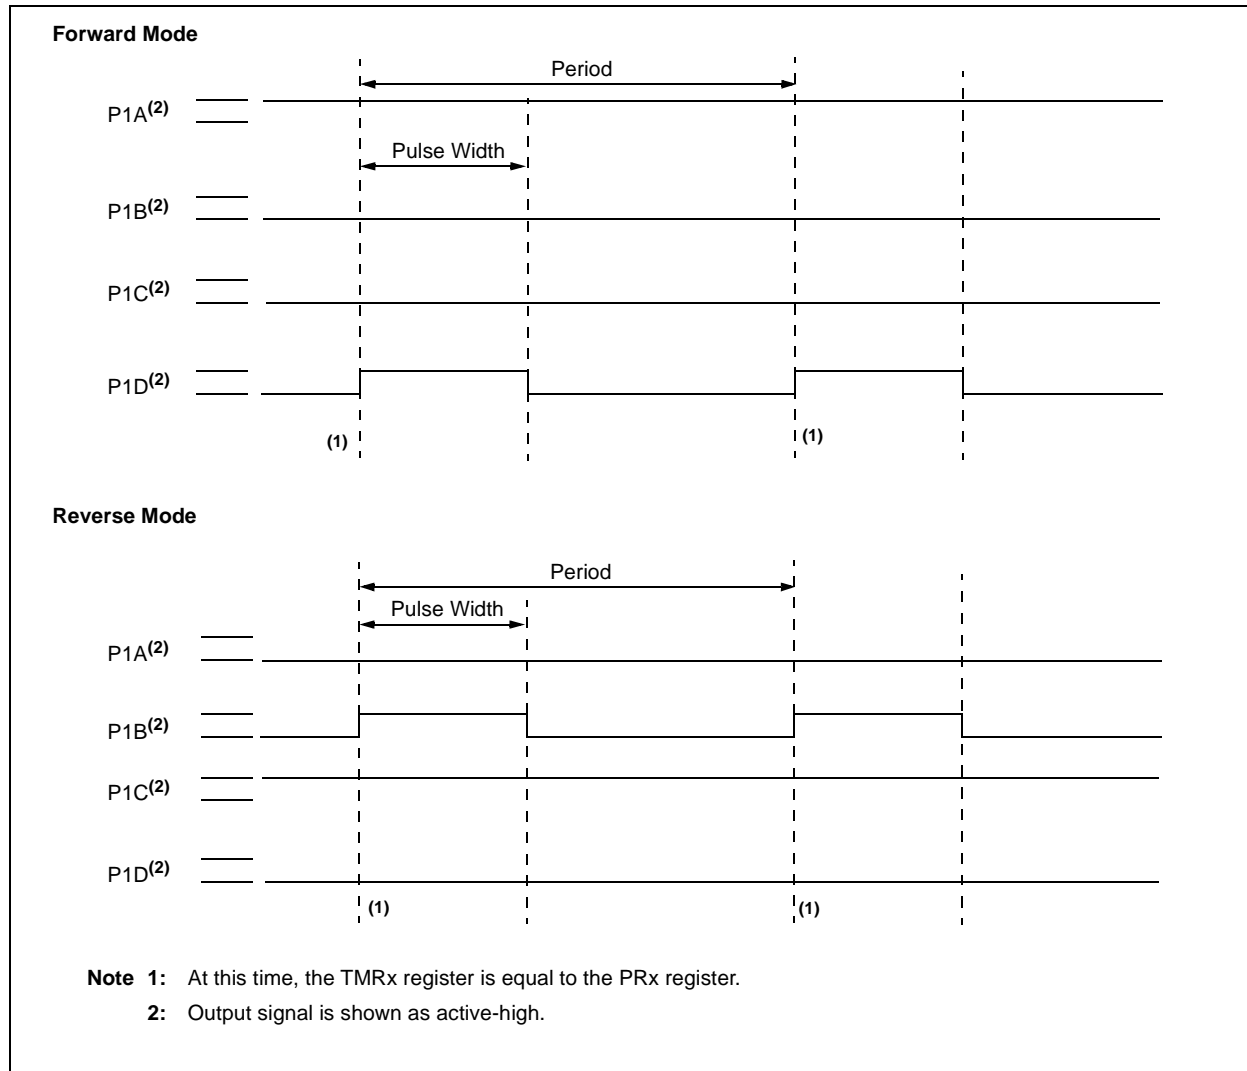 Forward Mode
Period
P1A(2)
Pulse Width
P1B(2)
P1C(2)
P1D(2)
(1) (1)
Reverse Mode
Period
Pulse Width
P1A(2)
P1B(2)
P1C(2)
P1D(2)
(1) (1)
Note 1: At this time, the TMRx register is equal to the PRx register.
2: Output signal is shown as active-high.